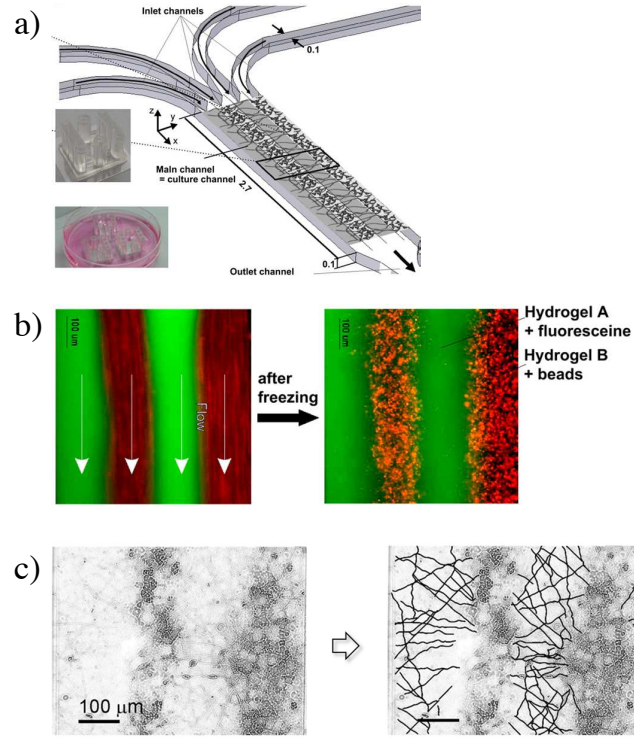 a)
Inlet channels
0.1
z
y
x
Main channel
= culture channel
2.7
0.1
Outlet channel
b)
100 µm
Flow
after
freezing
100 µm
Hydrogel A
+ fluoresceine
Hydrogel B
+ beads
c)
100 µm